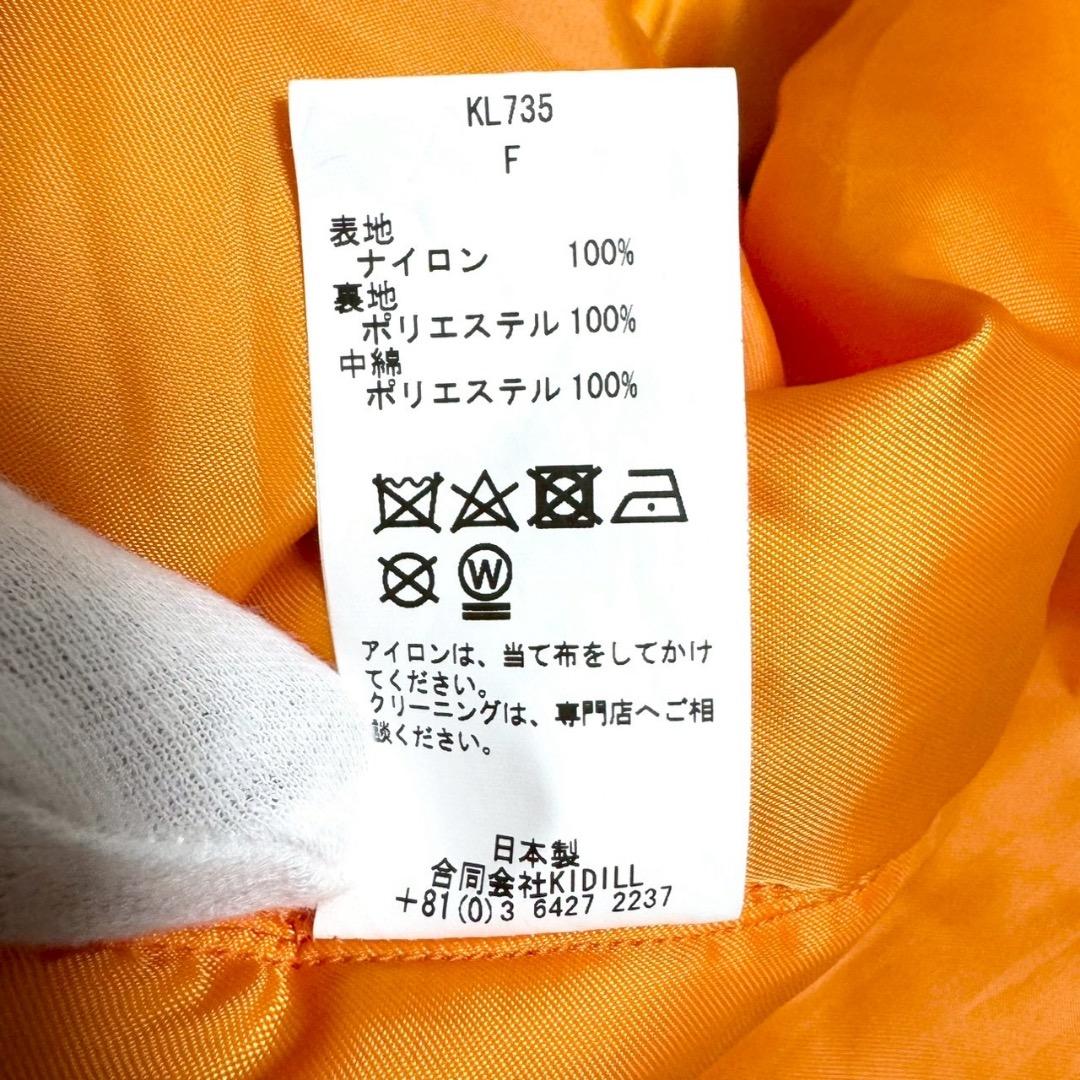 KL735
F
表地
ナイロン 100%
裏地
ポリエステル 100%
中綿
ポリエステル 100%
W
アイロンは、当て布をしてかけ
てください。
クリーニングは、専門店へご相
談ください。
日本製
合同会社KIDILL
+81(0)3 6427 2237